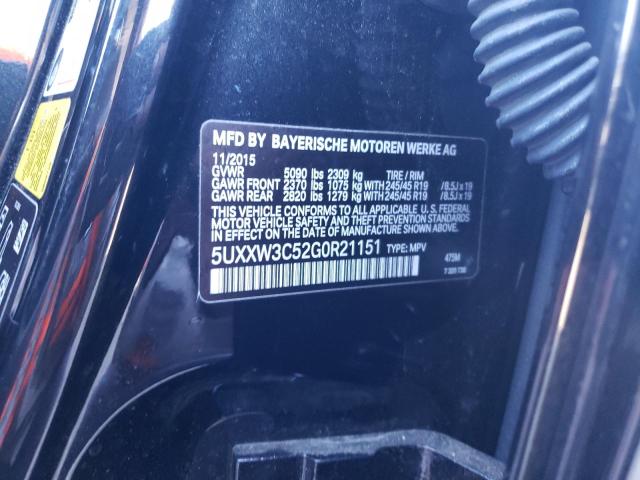 MFD BY BAYERISCHE MOTOREN WERKE AG
11/2015
GVWR 5090 lbs 2309 kg TIRE / RIM
GAWR FRONT 2370 lbs 1075 kg WITH 245/45 R19 / 8.5J x 19
GAWR REAR 2820 lbs 1279 kg WITH 245/45 R19 / 8.5J x 19
THIS VEHICLE CONFORMS TO ALL APPLICABLE U. S. FEDERAL
MOTOR VEHICLE SAFETY AND THEFT PREVENTION STANDARDS
IN EFFECT ON THE DATE OF MANUFACTURE SHOWN ABOVE.
5UXXW3C52G0R21151 TYPE: MPV
475M